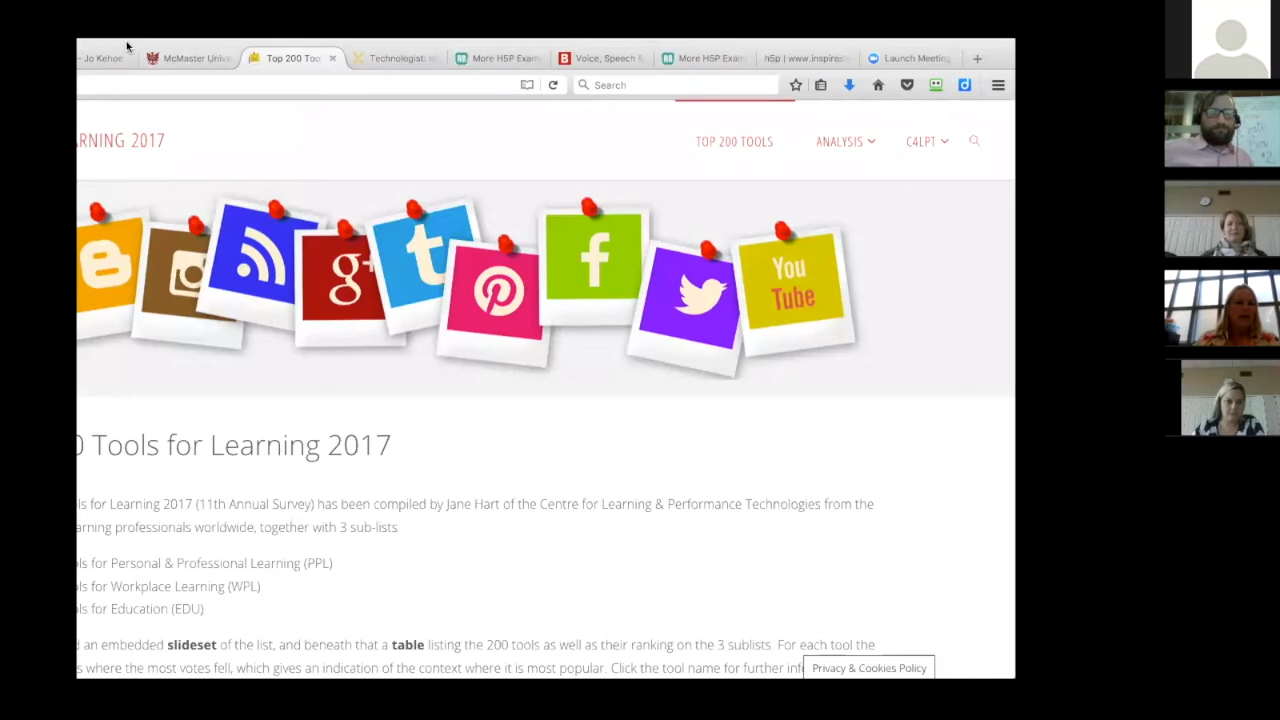 – Jo Kehoe
McMaster Unive
Top 200 Too
Technologist: Id
More H5P Exam
Voice, Speech
More H5P Exam
h5p | www.inspire
Launch Meeting
Search
ARNING 2017
TOP 200 TOOLS
ANALYSIS
C4LPT
g+
t
f
You
Tube
0 Tools for Learning 2017
ls for Learning 2017 (11th Annual Survey) has been compiled by Jane Hart of the Centre for Learning & Performance Technologies from the
arning professionals worldwide, together with 3 sub-lists
ls for Personal & Professional Learning (PPL)
ls for Workplace Learning (WPL)
ls for Education (EDU)
d an embedded slideset of the list, and beneath that a table listing the 200 tools as well as their ranking on the 3 sublists. For each tool the
s where the most votes fell, which gives an indication of the context where it is most popular. Click the tool name for further inf
Privacy & Cookies Policy